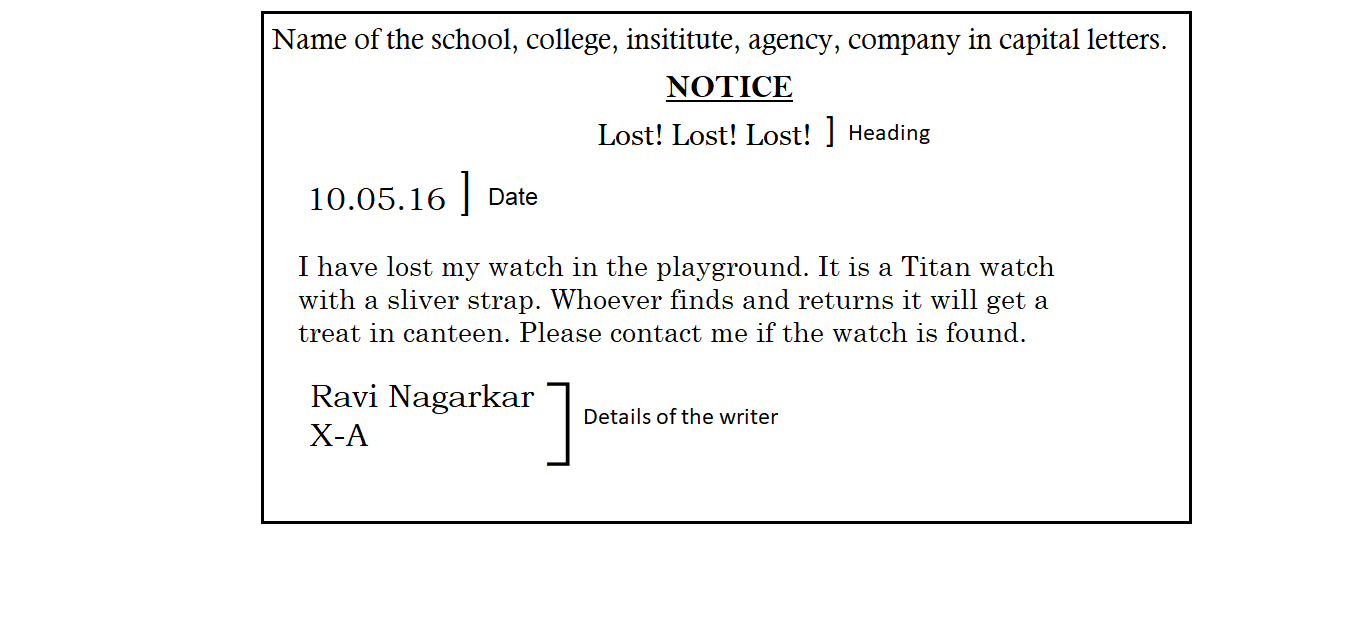 Name of the school, college, insititute, agency, company in capital letters.
NOTICE
Lost! Lost! Lost! ] Heading
10.05.16 ] Date
I have lost my watch in the playground. It is a Titan watch
with a sliver strap. Whoever finds and returns it will get a
treat in canteen. Please contact me if the watch is found.
Ravi Nagarkar
X-A
Details of the writer